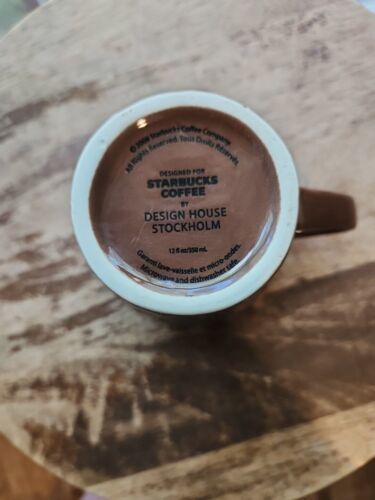 © 2008 Starbucks Coffee Company.
All Rights Reserved. Tous Droits Réservés.
DESIGNED FOR
STARBUCKS
COFFEE
BY
DESIGN HOUSE
STOCKHOLM
12 fl oz/350 mL
Garanti lave-vaisselle et micro-ondes.
Microwave and dishwasher safe.